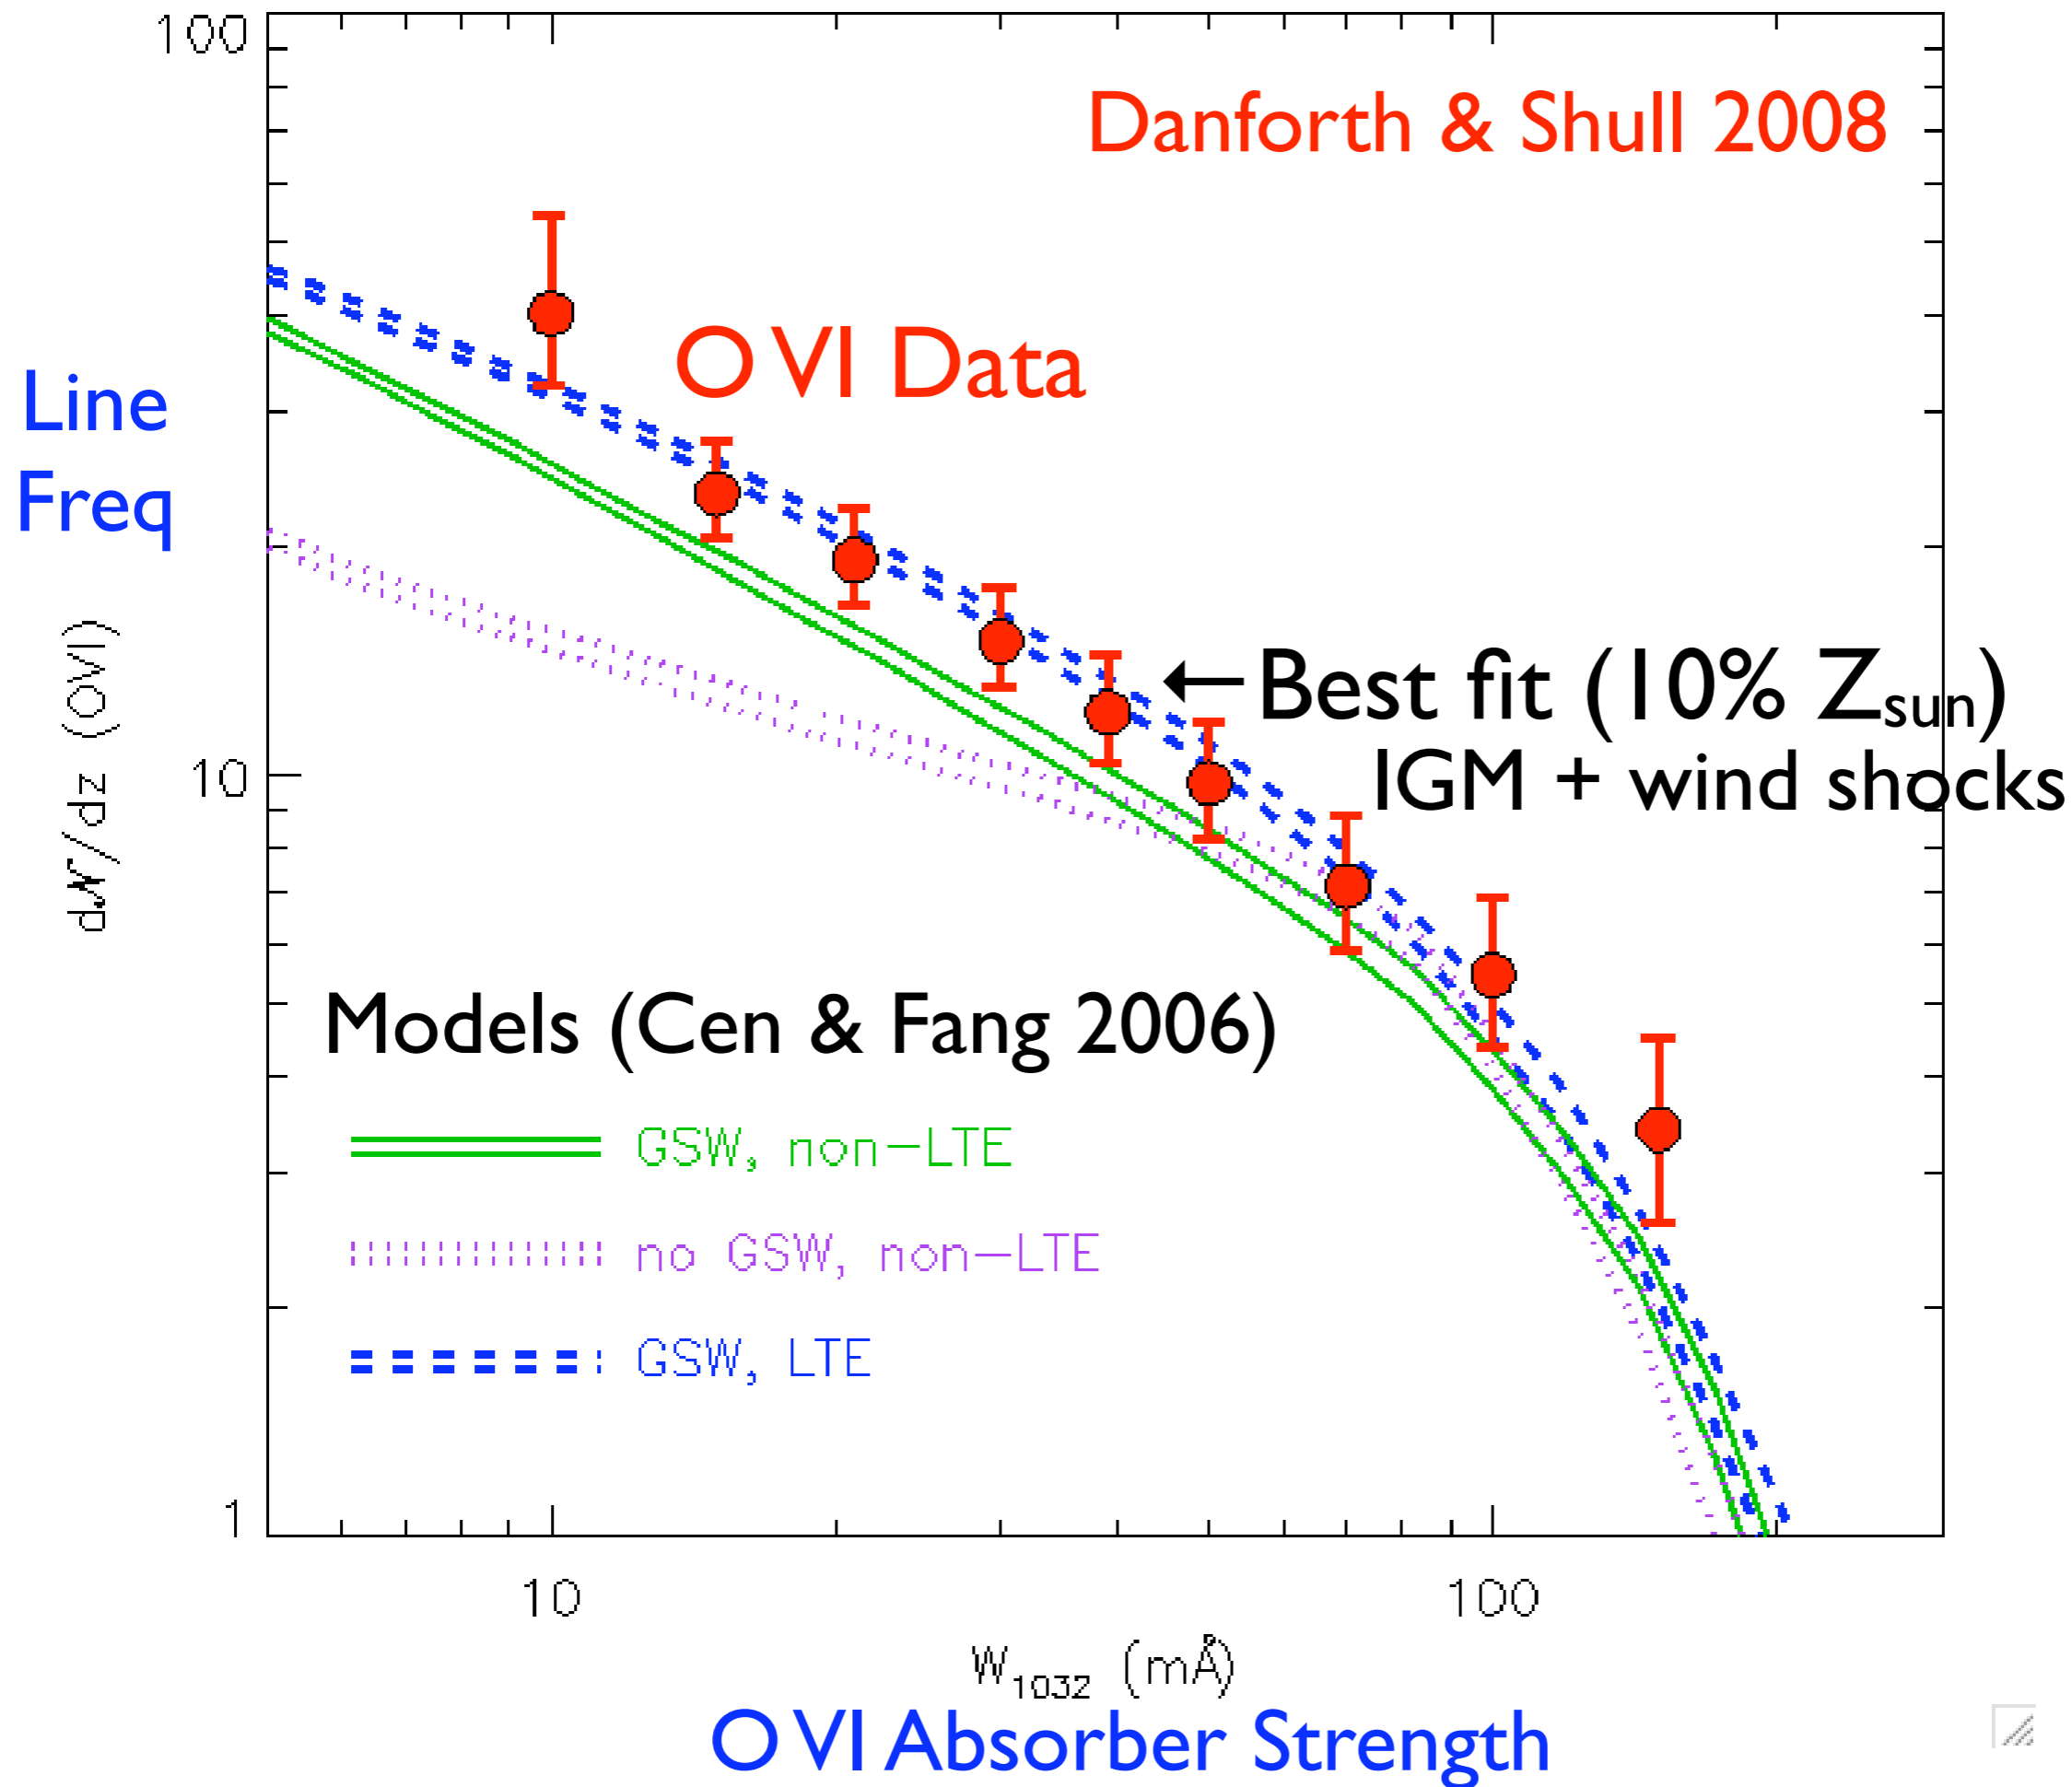 100
Danforth & Shull 2008
O VI Data
Line
Freq
dN/dz (OVI)
←Best fit (10% Zsun)
IGM + wind shocks
10
Models (Cen & Fang 2006)
GSW, non-LTE
no GSW, non-LTE
GSW, LTE
1
10
100
W1032 (mÅ)
O VI Absorber Strength